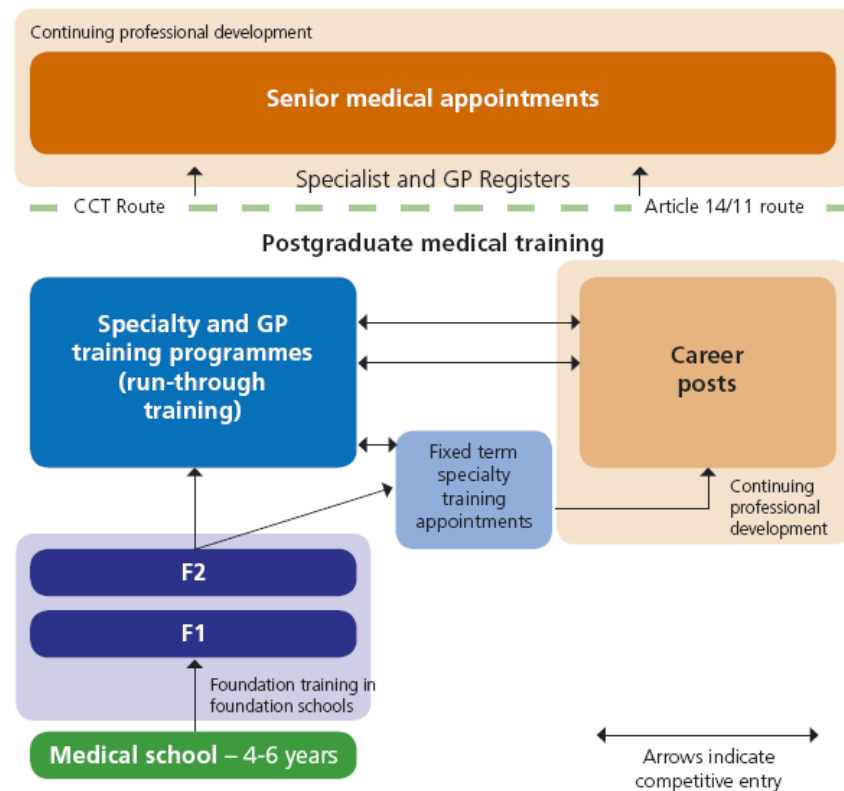 Continuing professional development
Senior medical appointments
Specialist and GP Registers
CCT Route
Article 14/11 route
Postgraduate medical training
Specialty and GP
training programmes
(run-through
training)
Career
posts
Fixed term
specialty
training
appointments
Continuing
professional
development
F2
F1
Foundation training in
foundation schools
Medical school – 4-6 years
Arrows indicate
competitive entry